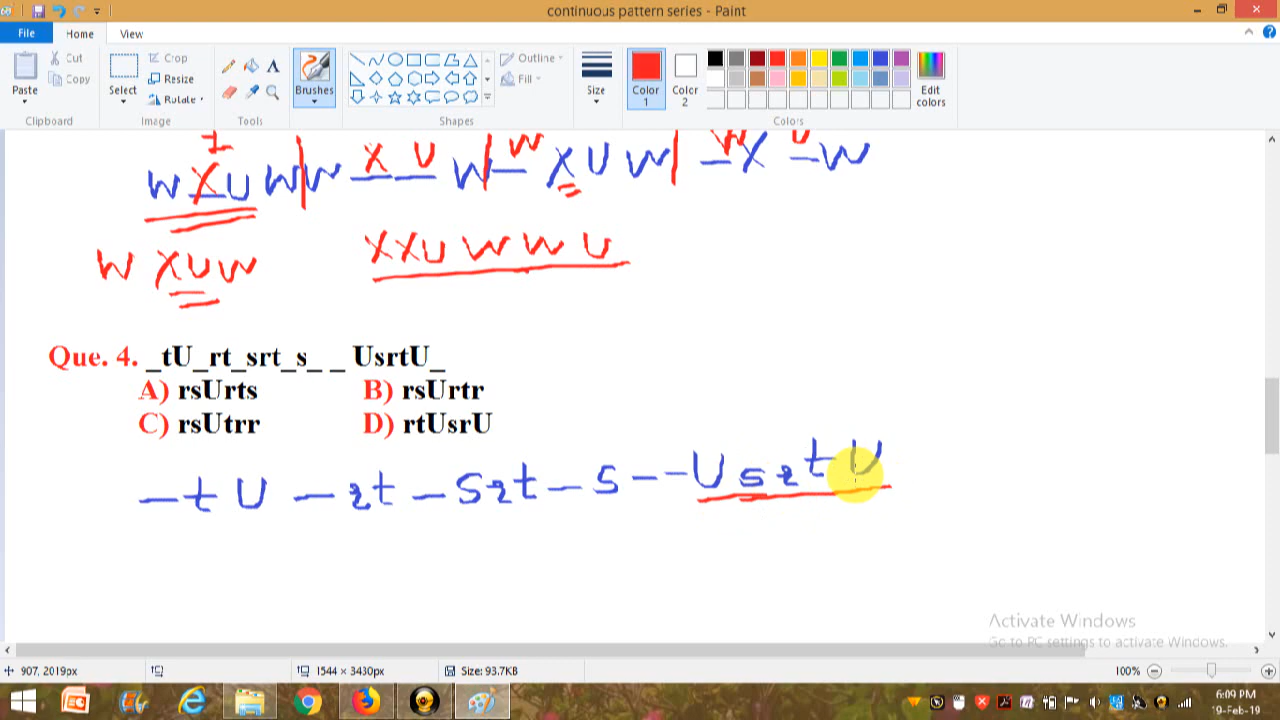 continuous pattern series - Paint
File Home View
Paste Cut Copy Clipboard
Select Crop Resize Rotate Image
A Tools
Brushes
Outline Fill Shapes
Size
Color 1
Color 2
Edit colors
Colors
W X U W | W X U W | W X U W | W X U W
W X U W X X U W W U
Que. 4. _tU_rt_srt_s_ _ UsrtU_
A) rsUrts B) rsUrtr
C) rsUtrr D) rtUsrU
_ t U _ r t _ s r t _ s _ _ U s r t U
Activate Windows
Go to PC settings to activate Windows.
907, 2019px 1544 × 3430px Size: 93.7KB 100%
6:09 PM
19-Feb-19